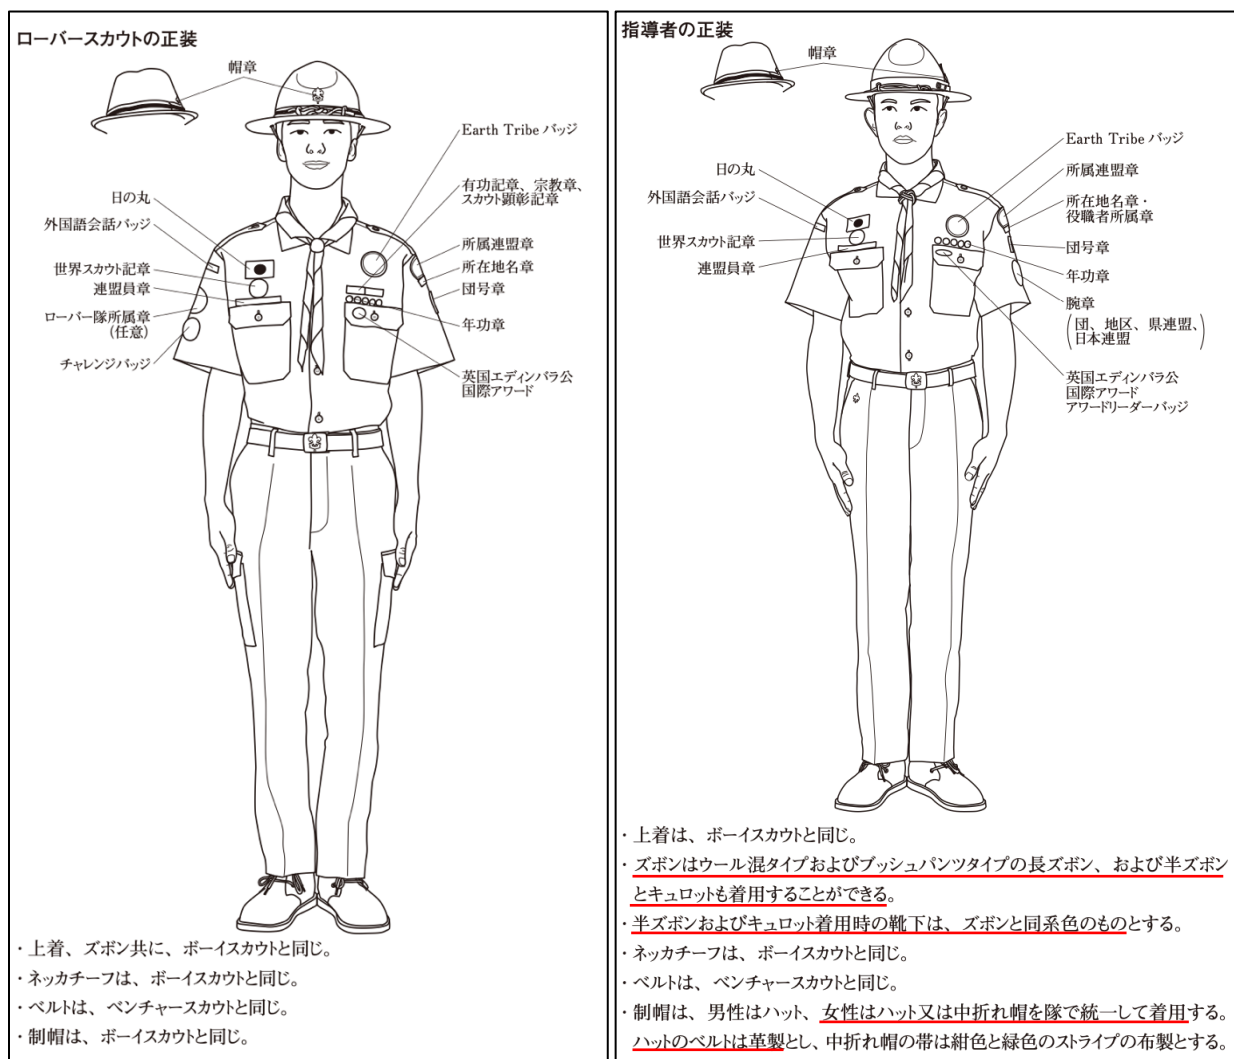 ローバースカウトの正装
帽章
Earth Tribe バッジ
有功記章、宗教章、
スカウト顕彰記章
日の丸
外国語会話バッジ
所属連盟章
世界スカウト記章
所在地名章
連盟員章
団号章
ローバー隊所属章
(任意)
年功章
チャレンジバッジ
英国エディンバラ公
国際アワード
・上着、ズボン共に、ボーイスカウトと同じ。
・ネッカチーフは、ボーイスカウトと同じ。
・ベルトは、ベンチャースカウトと同じ。
・制帽は、ボーイスカウトと同じ。
指導者の正装
帽章
Earth Tribe バッジ
日の丸
所属連盟章
外国語会話バッジ
所在地名章・
役職者所属章
世界スカウト記章
団号章
連盟員章
年功章
腕章
(団、地区、県連盟、
日本連盟)
英国エディンバラ公
国際アワード
アワードリーダーバッジ
・上着は、ボーイスカウトと同じ。
・ズボンはウール混タイプおよびブッシュパンツタイプの長ズボン、および半ズボン
とキュロットも着用することができる。
・半ズボンおよびキュロット着用時の靴下は、ズボンと同系色のものとする。
・ネッカチーフは、ボーイスカウトと同じ。
・ベルトは、ベンチャースカウトと同じ。
・制帽は、男性はハット、女性はハット又は中折れ帽を隊で統一して着用する。
ハットのベルトは革製とし、中折れ帽の帯は紺色と緑色のストライプの布製とする。